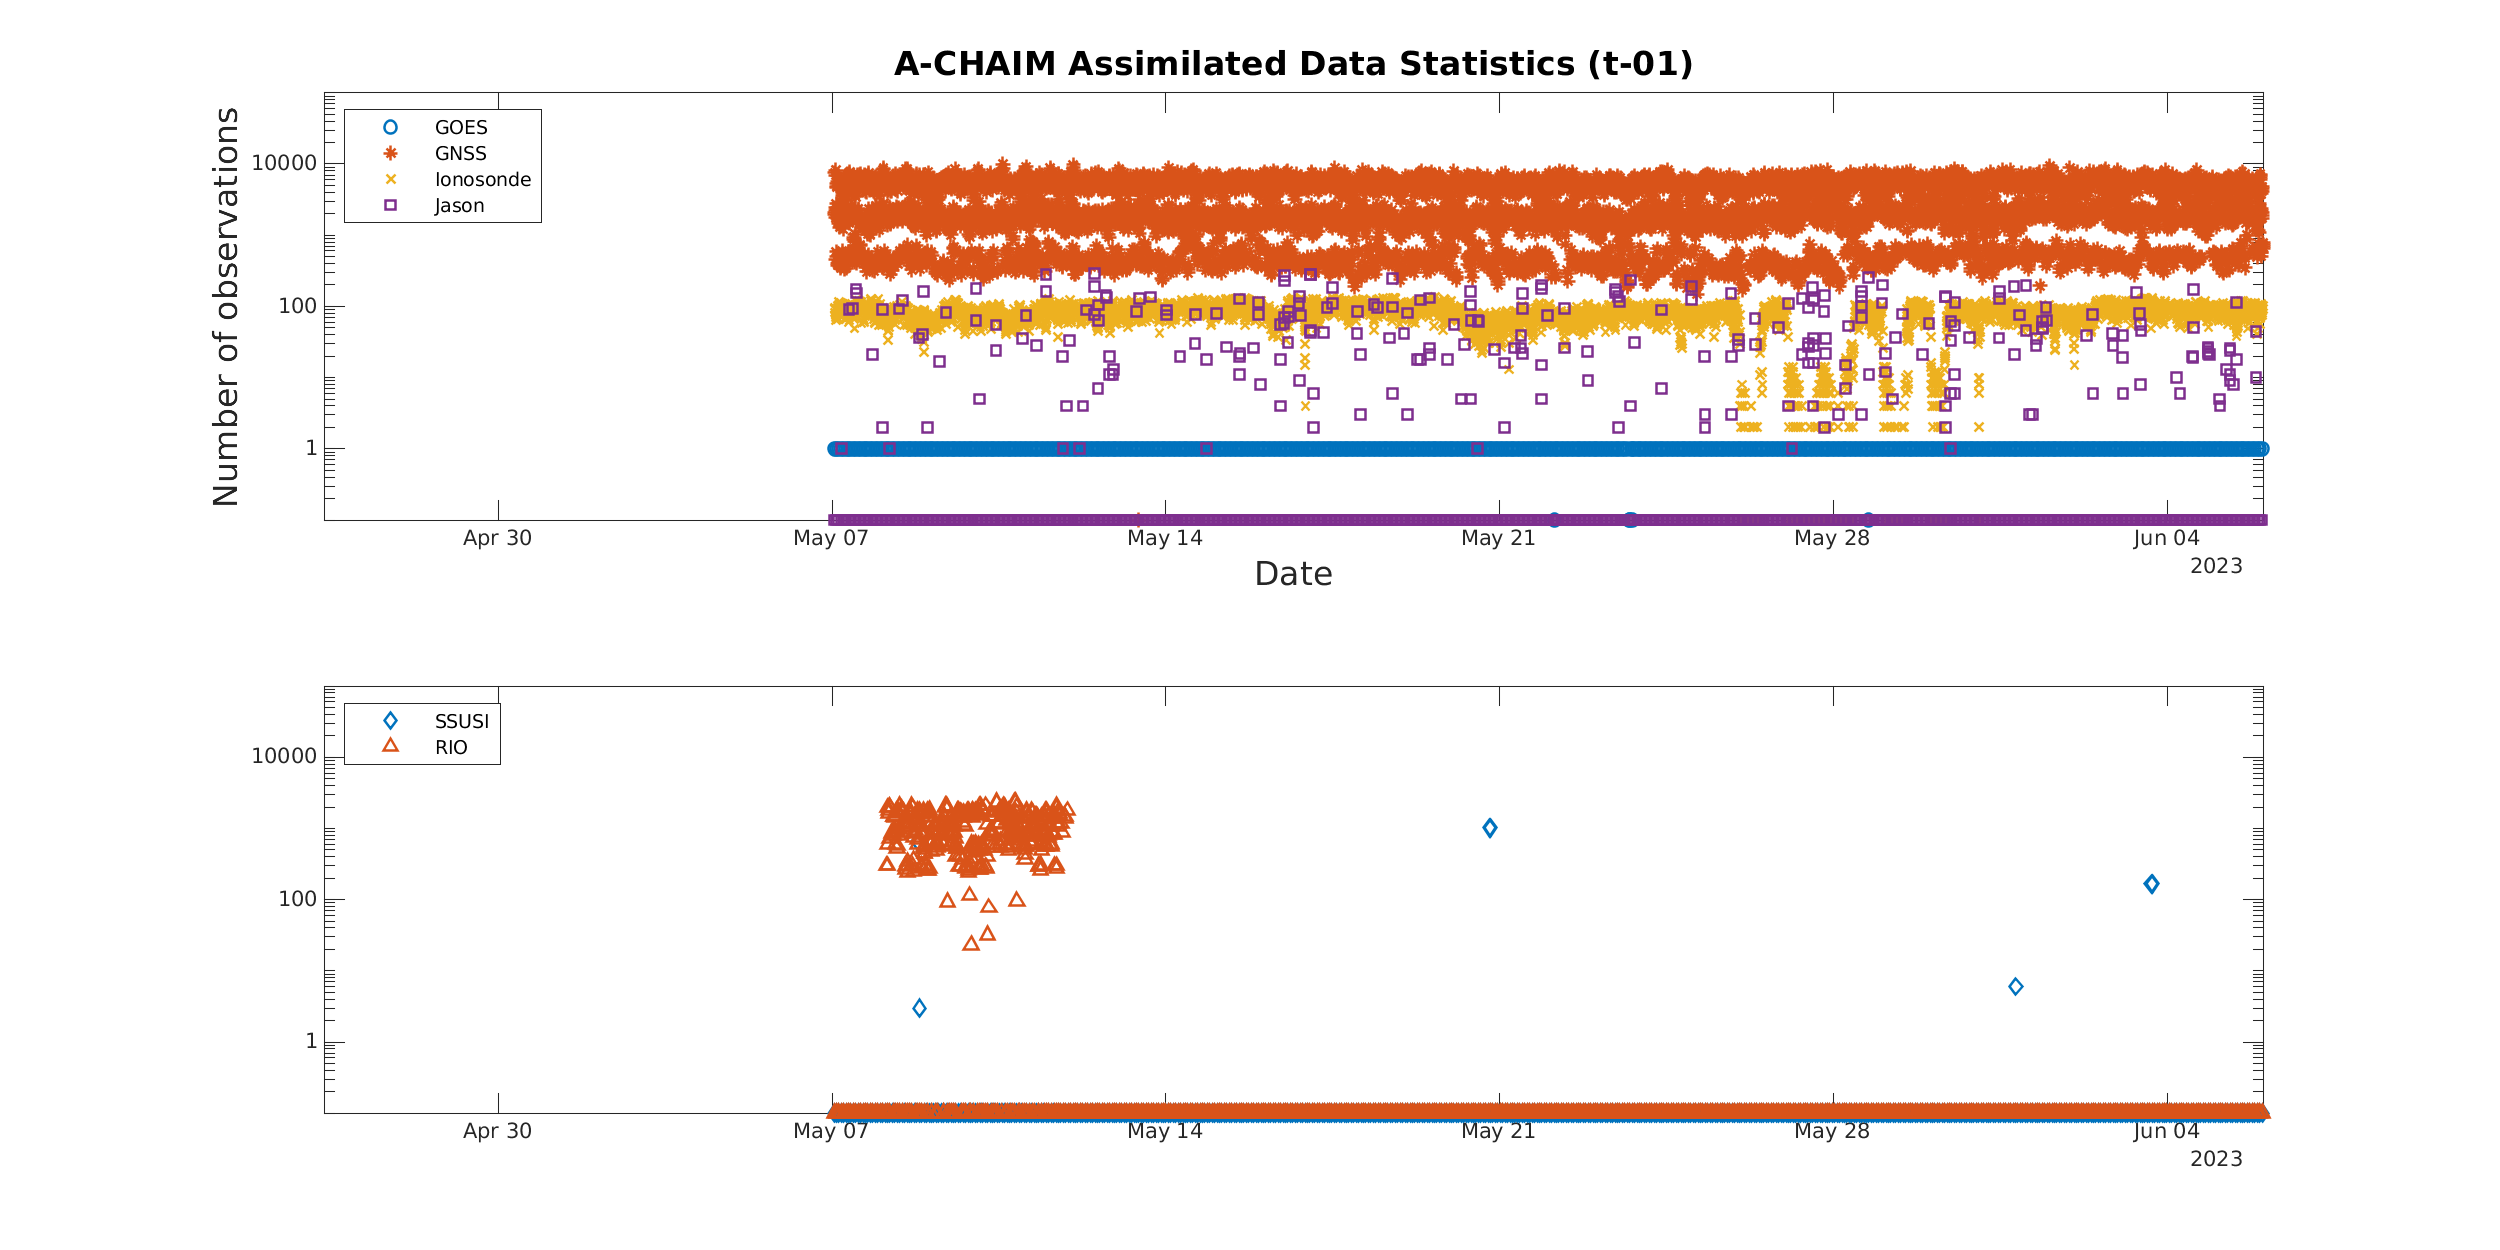 A-CHAIM Assimilated Data Statistics (t-01)
Number of observations
10000
100
1
GOES
GNSS
Ionosonde
Jason
Apr 30 May 07 May 14 May 21 May 28 Jun 04
2023
Date
10000
100
1
SSUSI
RIO
Apr 30 May 07 May 14 May 21 May 28 Jun 04
2023